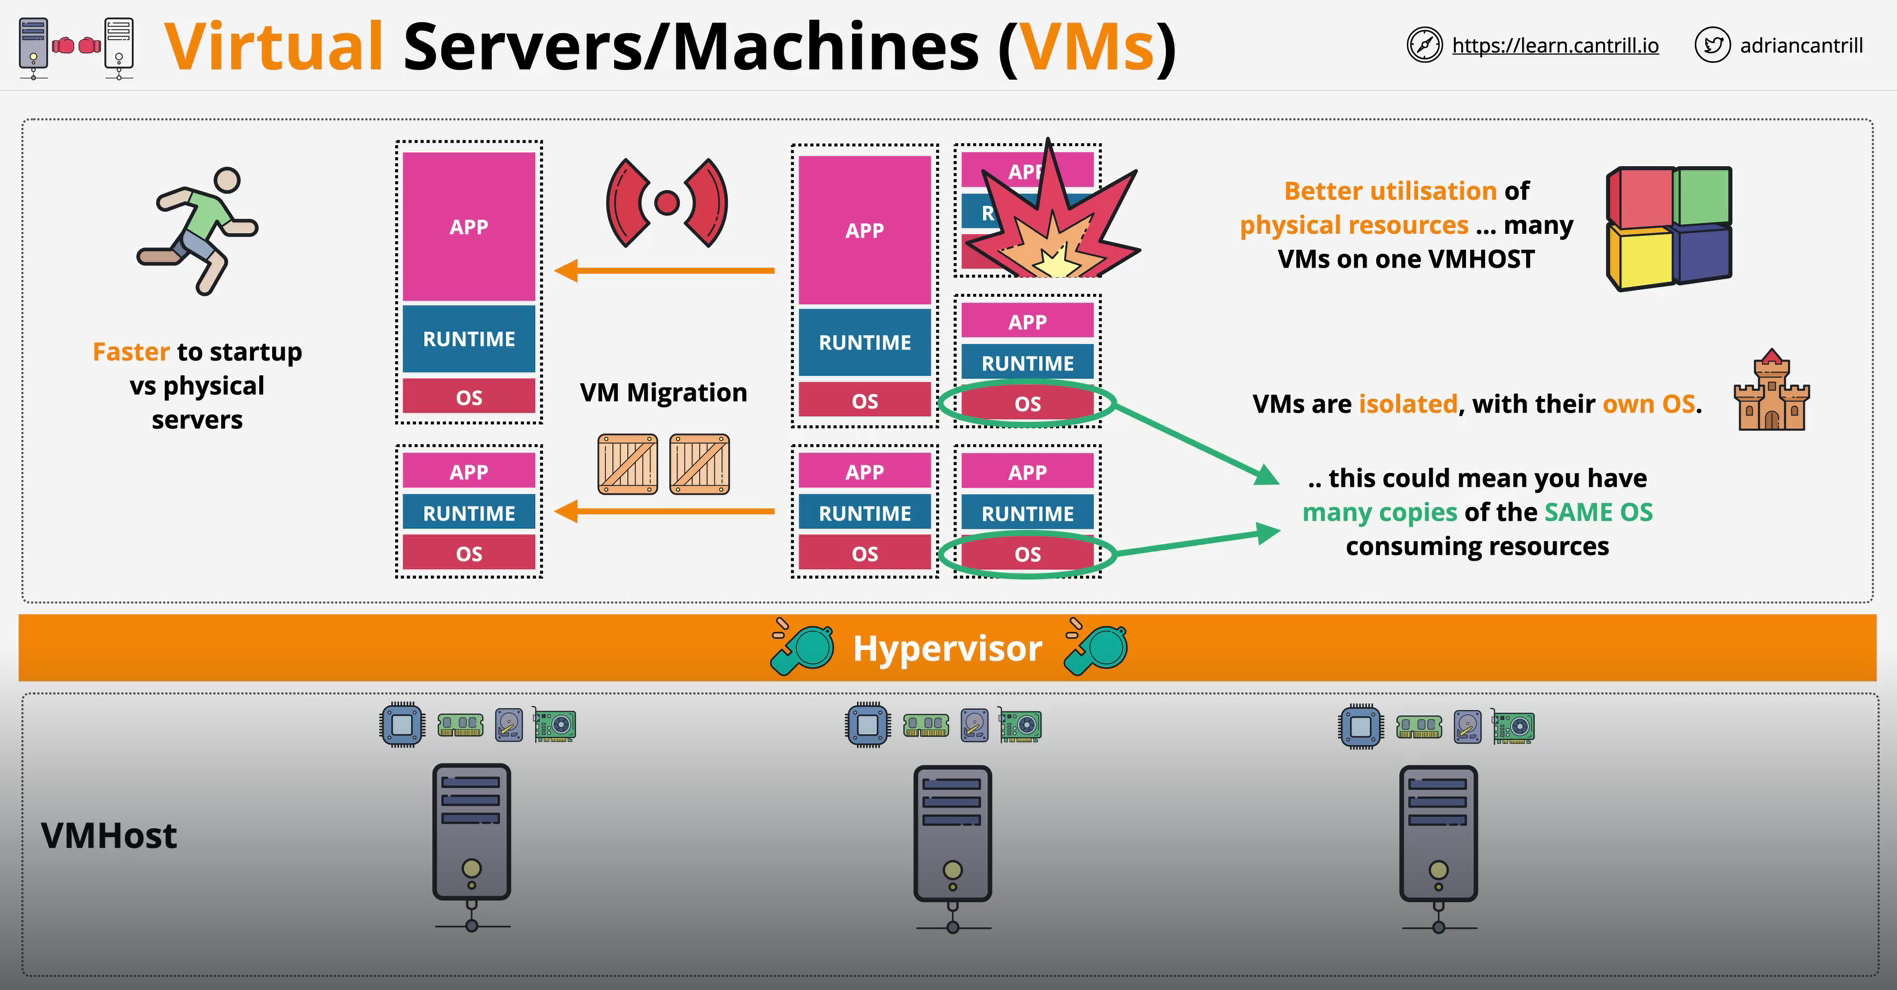 Virtual Servers/Machines (VMs)
https://learn.cantrill.io
adriancantrill
Faster to startup
vs physical
servers
APP
RUNTIME
OS
APP
RUNTIME
OS
VM Migration
APP
RUNTIME
OS
APP
RUNTIME
OS
APP
R
APP
RUNTIME
OS
APP
RUNTIME
OS
Better utilisation of
physical resources ... many
VMs on one VMHOST
VMs are isolated, with their own OS.
.. this could mean you have
many copies of the SAME OS
consuming resources
Hypervisor
VMHost